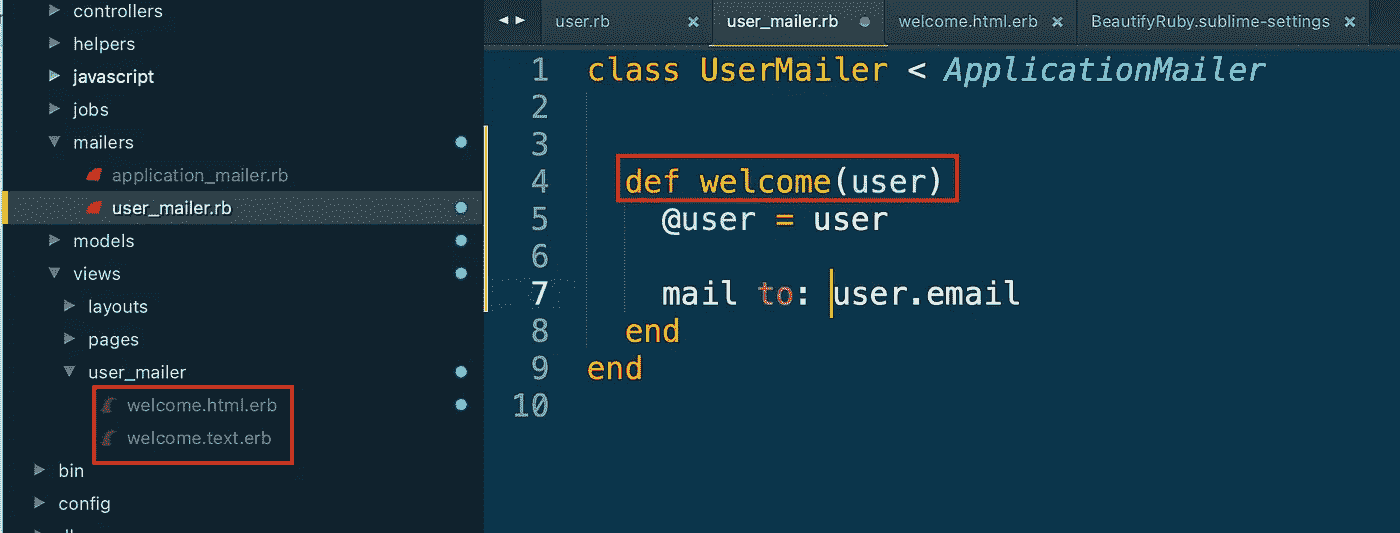 controllers
helpers
javascript
jobs
mailers
application_mailer.rb
user_mailer.rb
models
views
layouts
pages
user_mailer
welcome.html.erb
welcome.text.erb
bin
config
user.rb × user_mailer.rb welcome.html.erb × BeautifyRuby.sublime-settings ×
1 class UserMailer < ApplicationMailer
2
3
4 def welcome(user)
5 @user = user
6
7 mail to: user.email
8 end
9 end
10